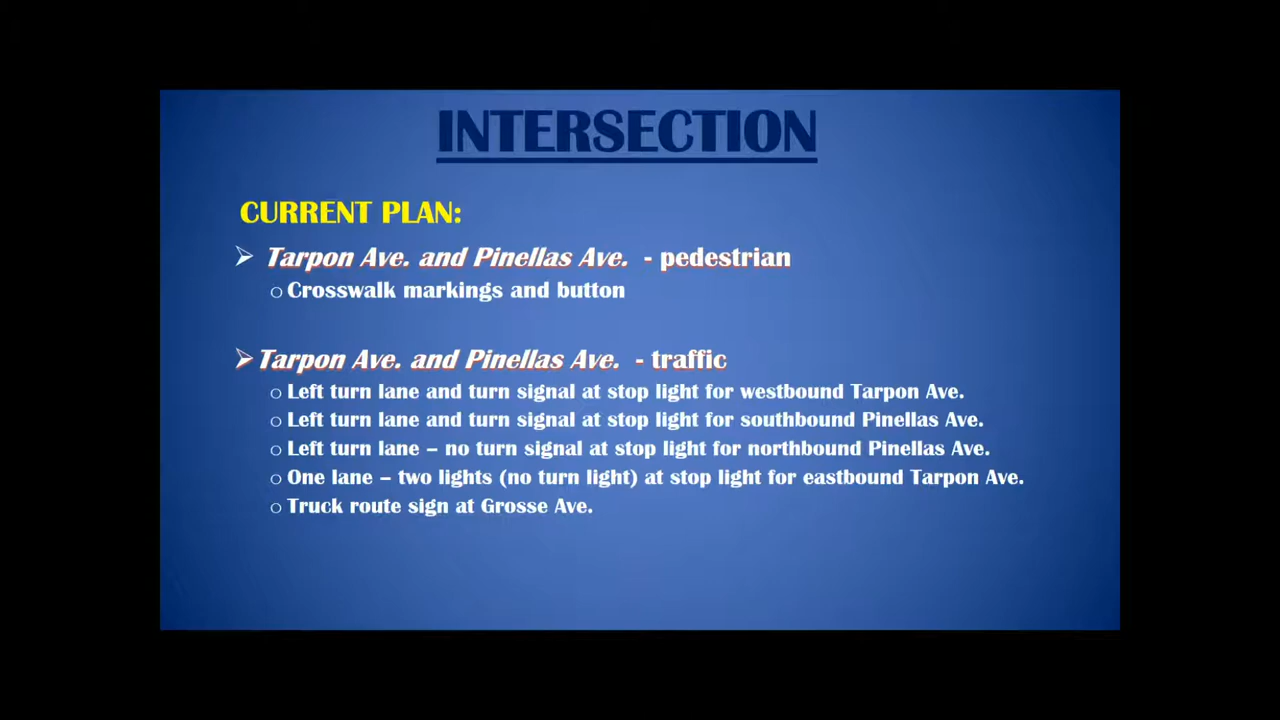 INTERSECTION
CURRENT PLAN:
Tarpon Ave. and Pinellas Ave. - pedestrian
Crosswalk markings and button
Tarpon Ave. and Pinellas Ave. - traffic
Left turn lane and turn signal at stop light for westbound Tarpon Ave.
Left turn lane and turn signal at stop light for southbound Pinellas Ave.
Left turn lane – no turn signal at stop light for northbound Pinellas Ave.
One lane – two lights (no turn light) at stop light for eastbound Tarpon Ave.
Truck route sign at Grosse Ave.